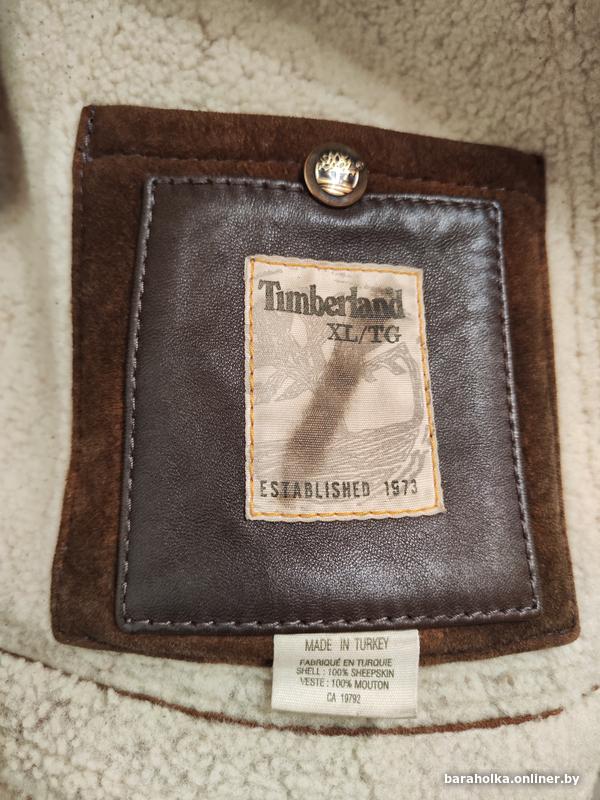 Timberland
XL/TG
ESTABLISHED 1973
MADE IN TURKEY
FABRIQUÉ EN TURQUIE
SHELL : 100% SHEEPSKIN
VESTE : 100% MOUTON
CA 19792
baraholka.onliner.by